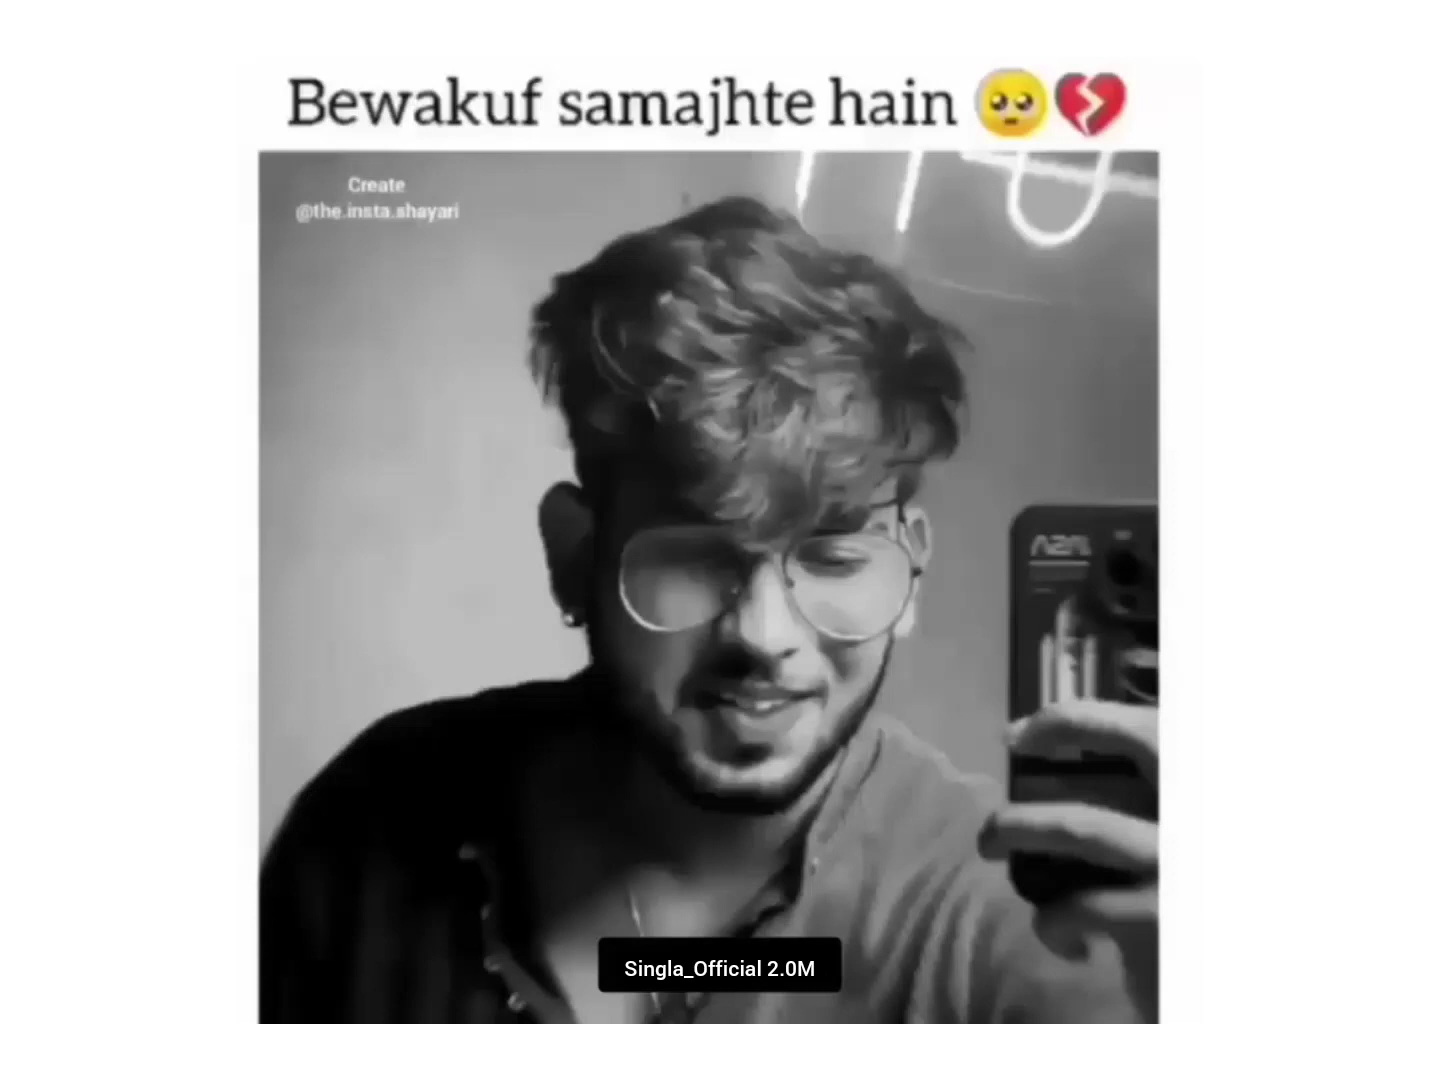 Bewakuf samajhte hain 🥺💔
Create
@the.insta.shayari
Singla_Official 2.0M